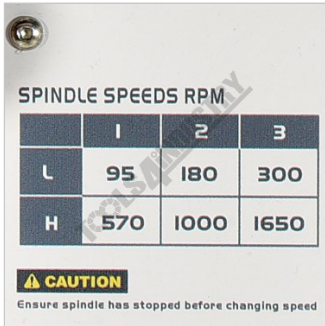 SPINDLE SPEEDS RPM
1 2 3
L 95 180 300
H 570 1000 1650
TOOLS4INDUSTRY
CAUTION
Ensure spindle has stopped before changing speed